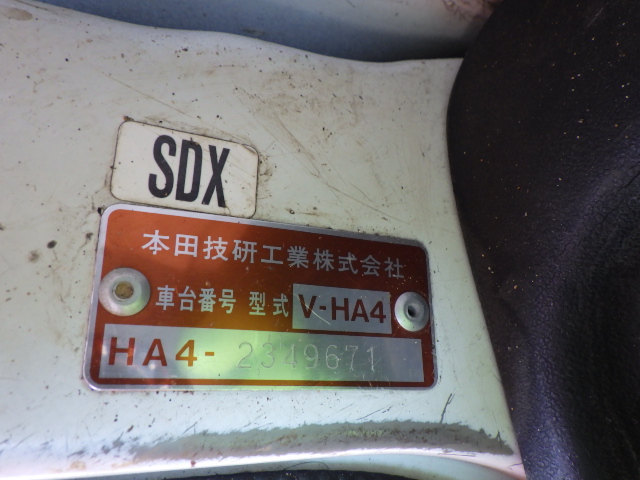 SDX
本田技研工業株式会社
車台番号 型式 V-HA4
HA4-2349671